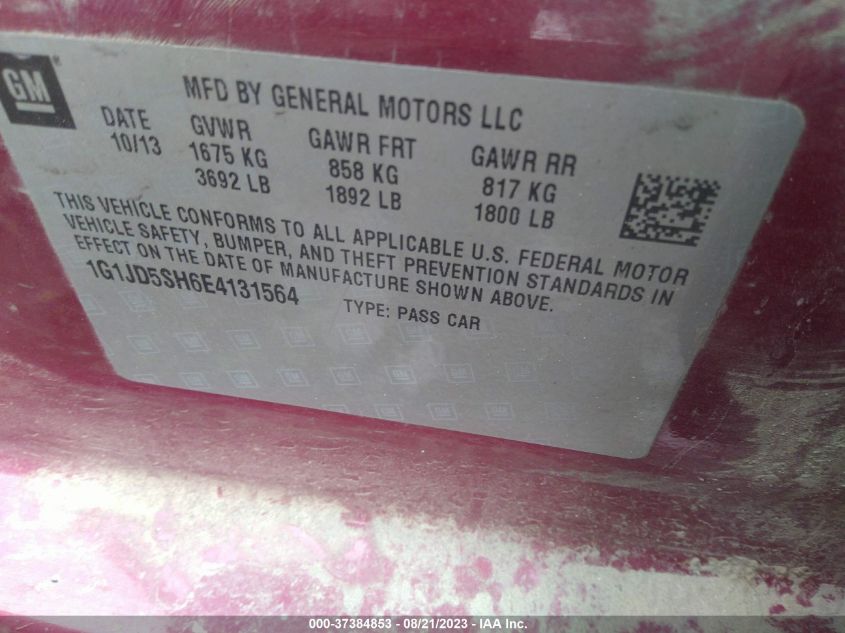 GM
MFD BY GENERAL MOTORS LLC
DATE GVWR GAWR FRT GAWR RR
10/13 1675 KG 858 KG 817 KG
3692 LB 1892 LB 1800 LB
THIS VEHICLE CONFORMS TO ALL APPLICABLE U.S. FEDERAL MOTOR
VEHICLE SAFETY, BUMPER, AND THEFT PREVENTION STANDARDS IN
EFFECT ON THE DATE OF MANUFACTURE SHOWN ABOVE.
1G1JD5SH6E4131564 TYPE: PASS CAR
000-37384853 - 08/21/2023 - IAA Inc.